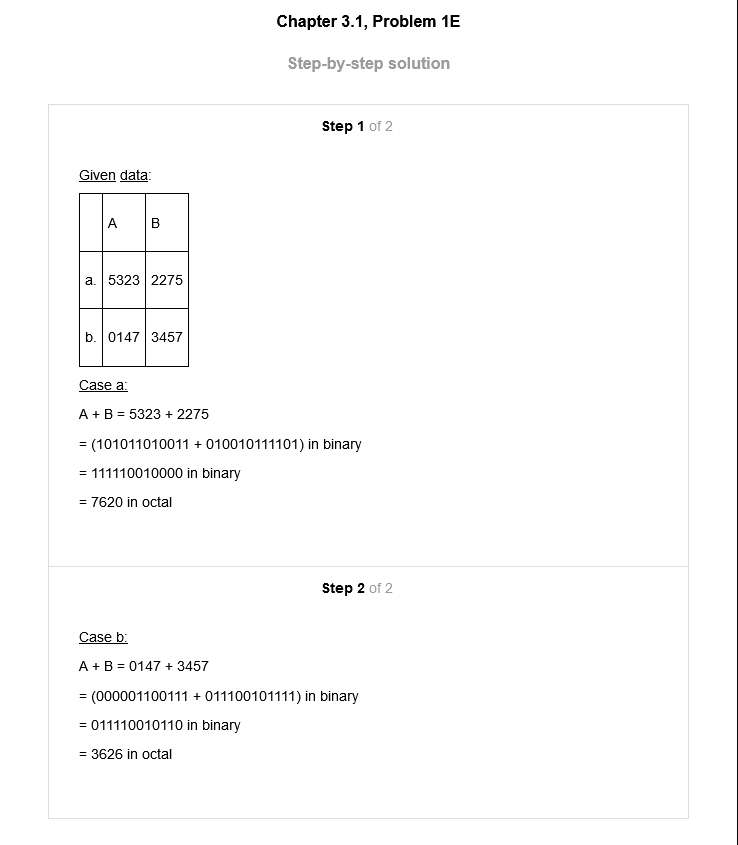 Chapter 3.1, Problem 1E
Step-by-step solution
Step 1 of 2
Given data:
A B
a. 5323 2275
b. 0147 3457
Case a:
A + B = 5323 + 2275
= (101011010011 + 010010111101) in binary
= 111110010000 in binary
= 7620 in octal
Step 2 of 2
Case b:
A + B = 0147 + 3457
= (000001100111 + 011100101111) in binary
= 011110010110 in binary
= 3626 in octal